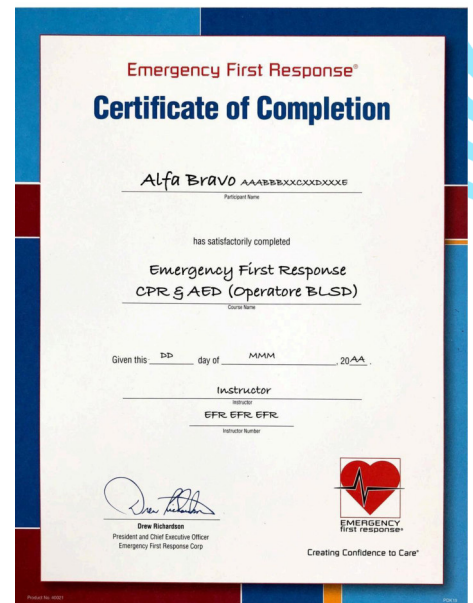 Emergency First Response®
Certificate of Completion
Alfa Bravo AAABBBXXCXXDXXXE
Participant Name
has satisfactorily completed
Emergency First Response
CPR & AED (Operatore BLSD)
Course Name
Given this DD day of MMM, 20AA.
Instructor
Instructor
EFR EFR EFR
Instructor Number
Drew Richardson
President and Chief Executive Officer
Emergency First Response Corp
EMERGENCY
first response®
Creating Confidence to Care®